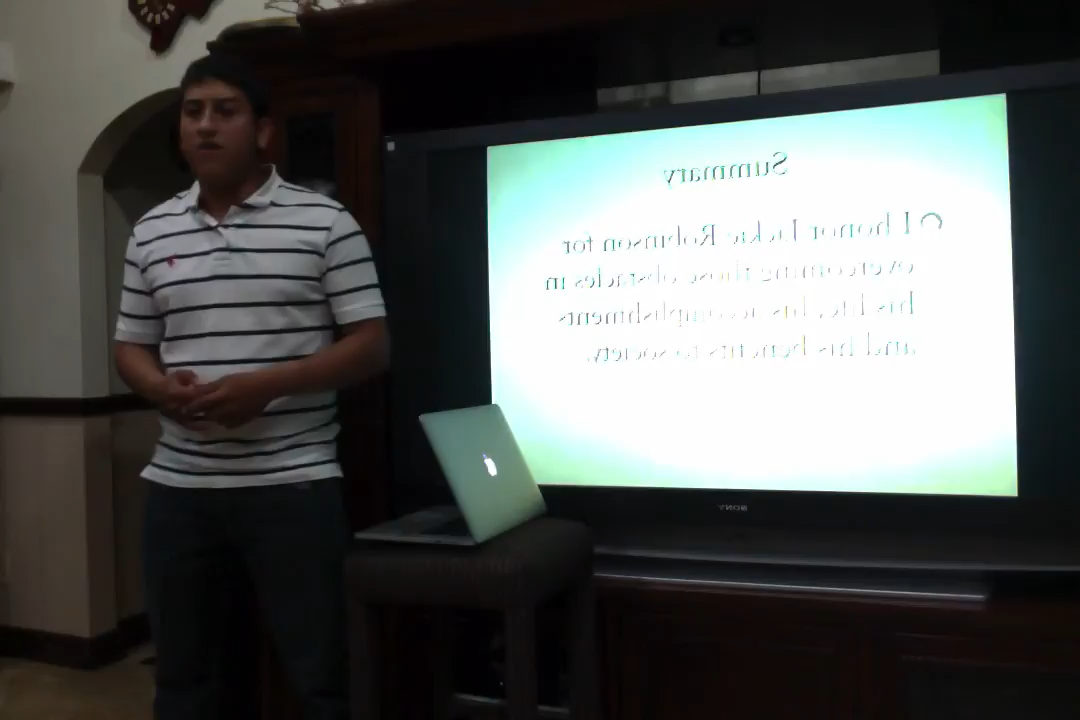 Summary
I honor Jackie Robinson for
overcoming those obstacles in
his life, his accomplishments
and his benefits to society.
SONY